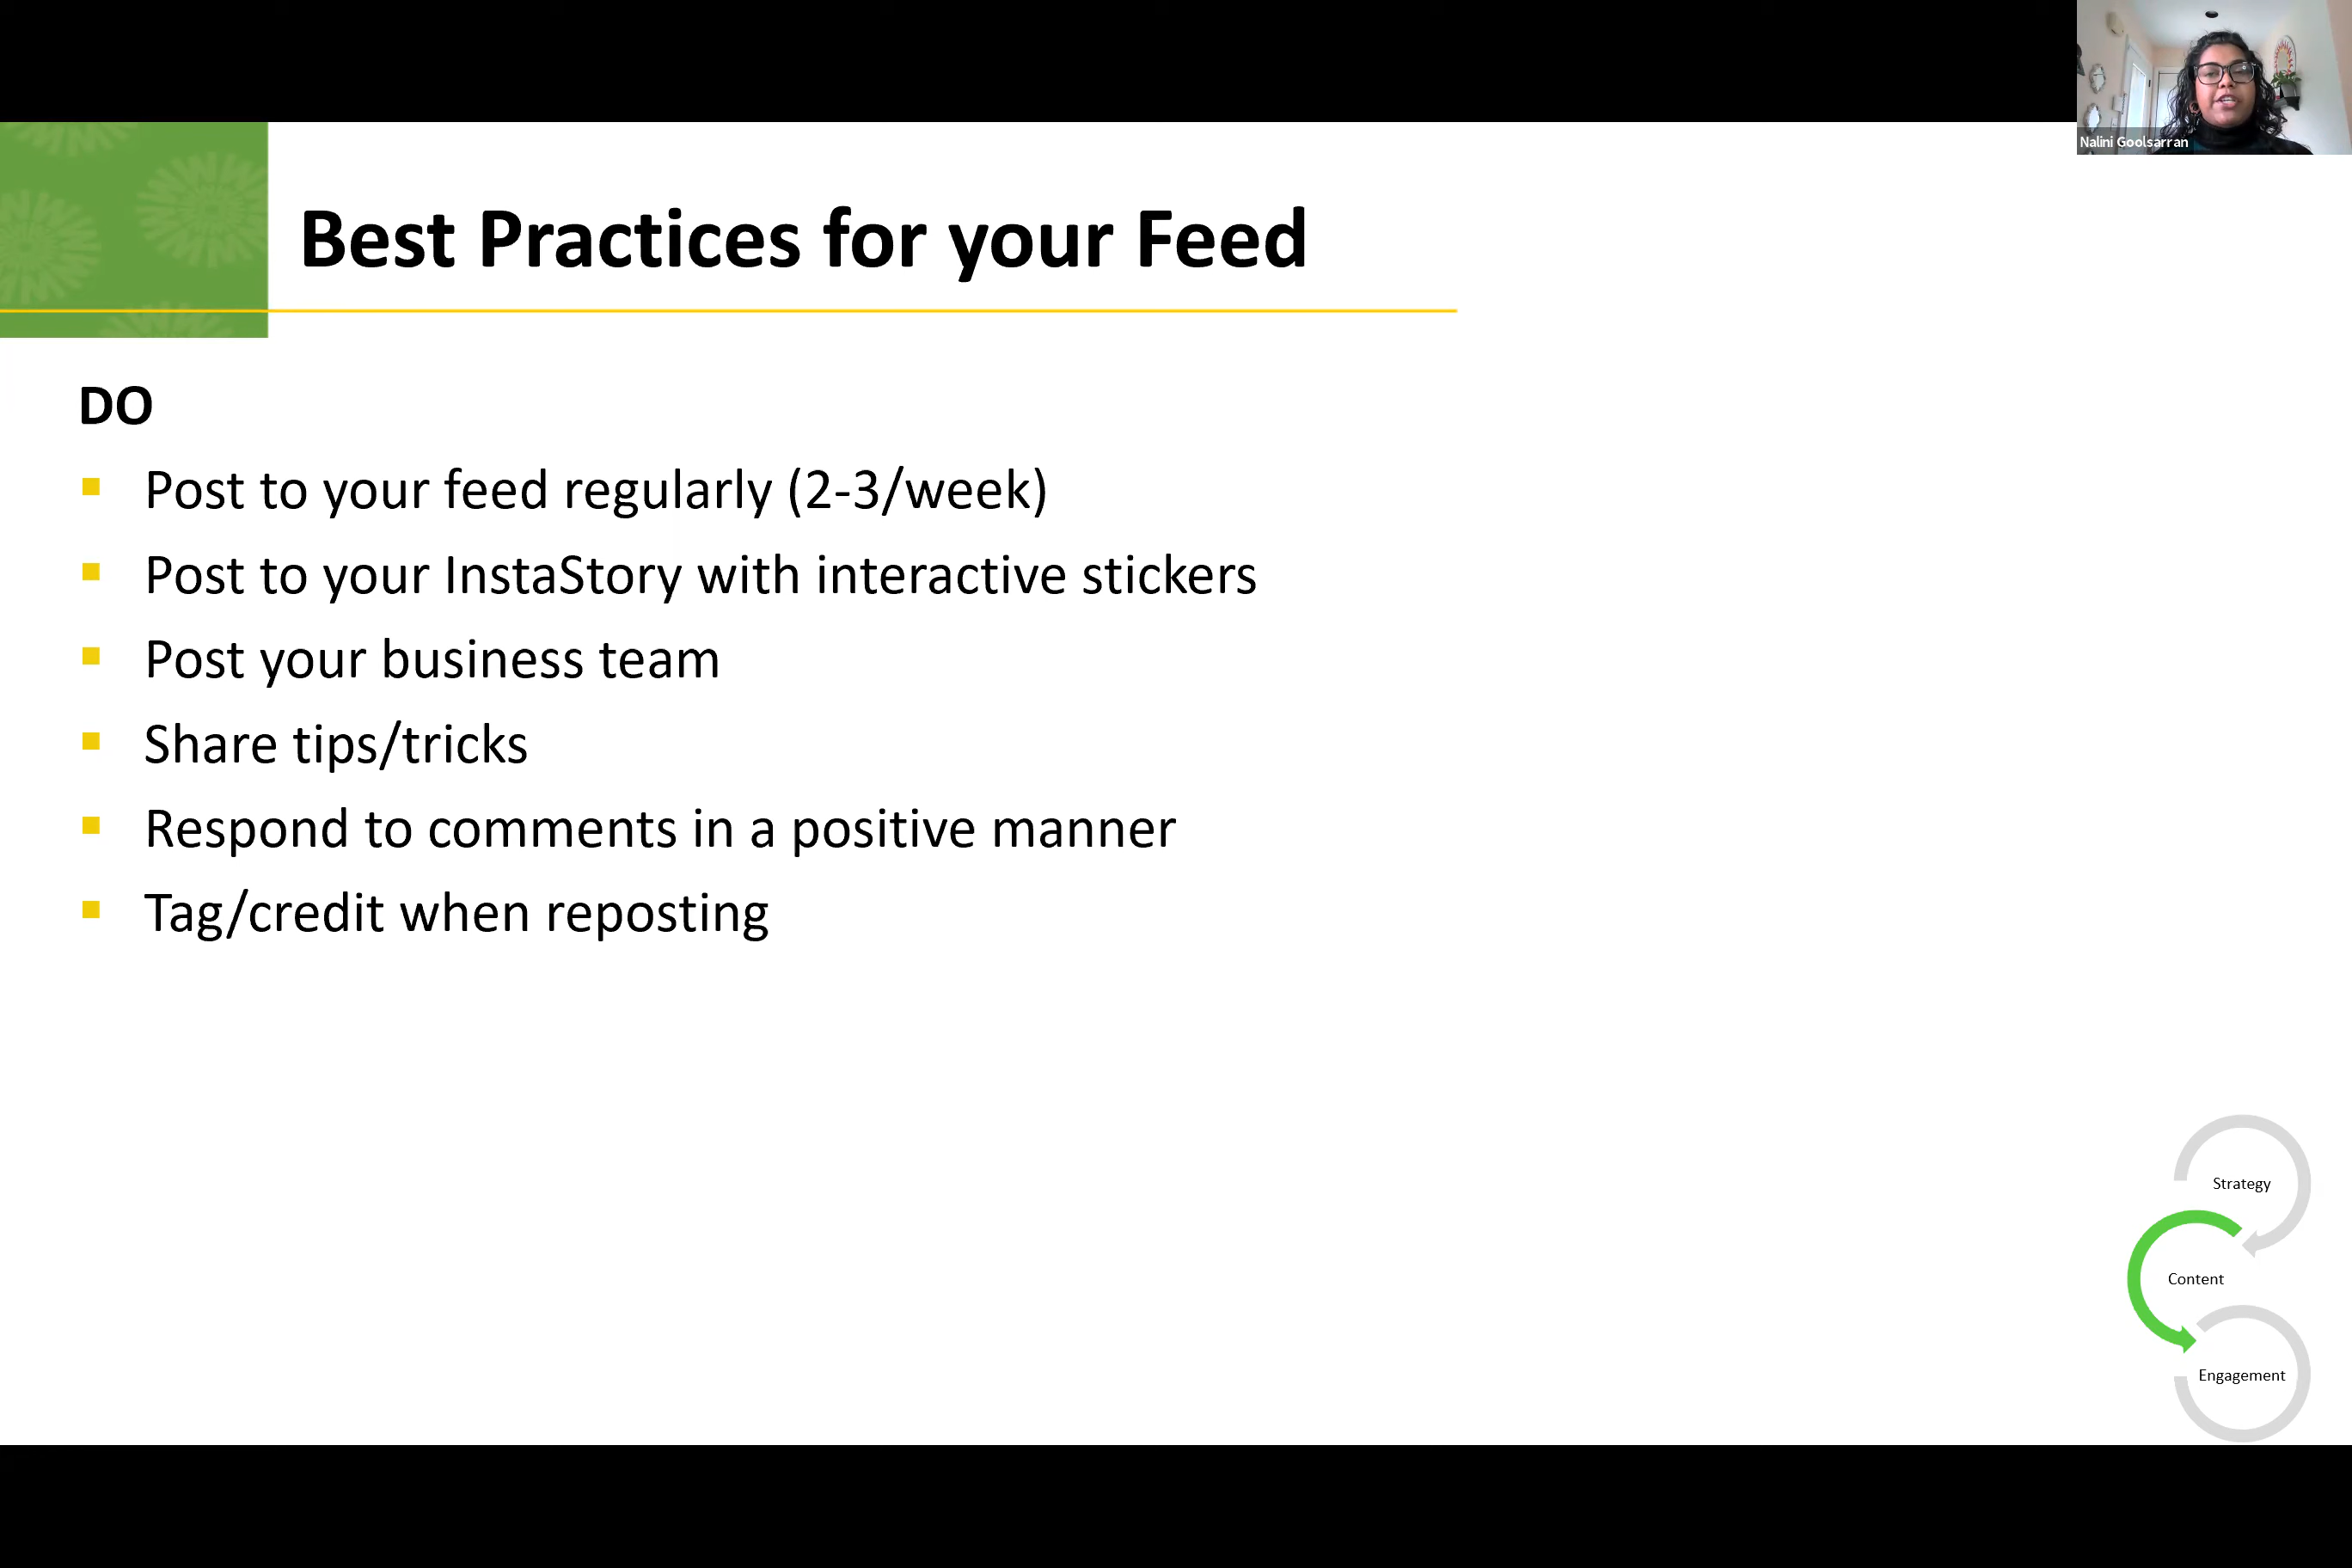 Nalini Goolsarran
Best Practices for your Feed
DO
Post to your feed regularly (2-3/week)
Post to your InstaStory with interactive stickers
Post your business team
Share tips/tricks
Respond to comments in a positive manner
Tag/credit when reposting
Strategy
Content
Engagement